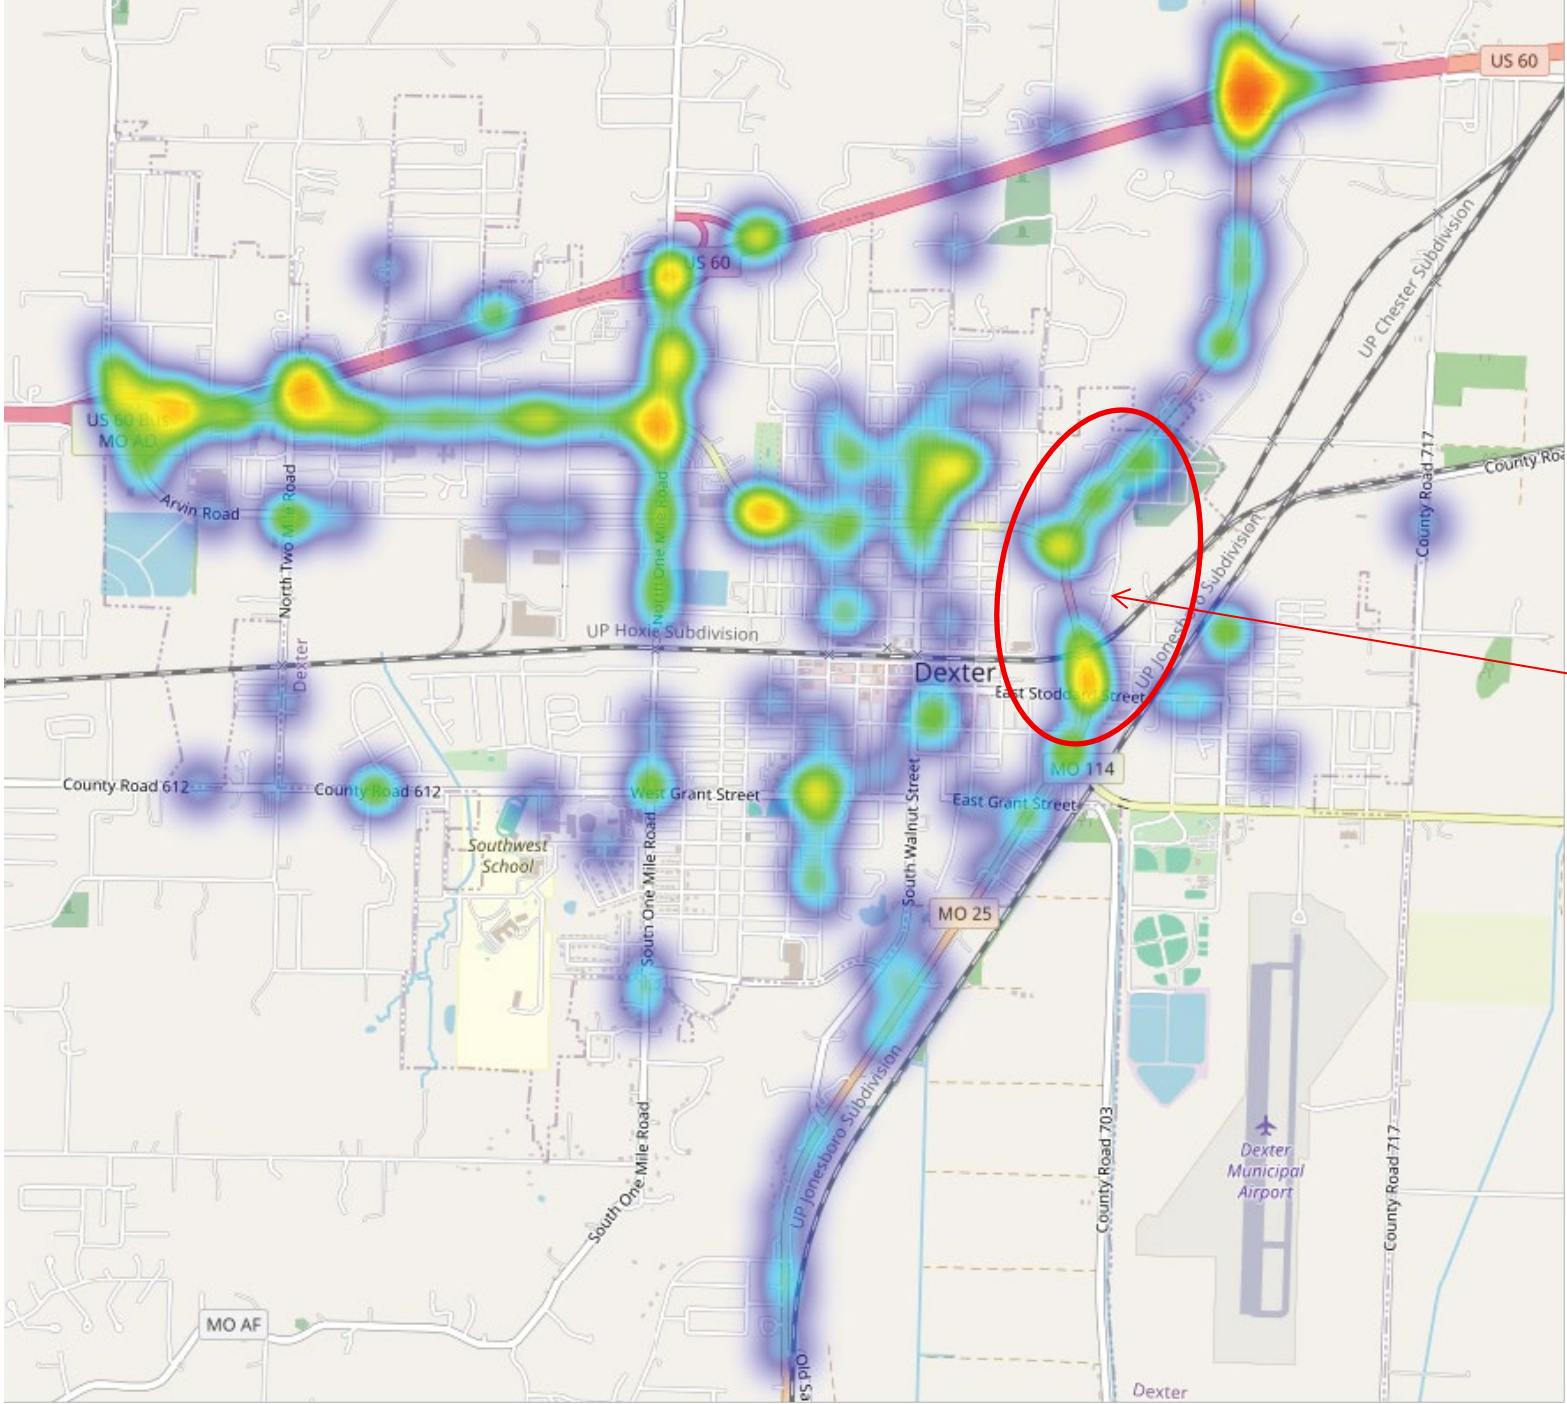 US 60
UP Chester Subdivision
US 60
US 60 Bus
MO AD
County Road 717
Arvin Road
North Two Mile Road
North One Mile Road
UP Hoxie Subdivision
UP Jonesboro Subdivision
Dexter
Dexter
East Stoddard Street
MO 114
County Road 612
County Road 612
West Grant Street
East Grant Street
Southwest
School
South One Mile Road
South Walnut Street
MO 25
UP Jonesboro Subdivision
County Road 703
Dexter
Municipal
Airport
County Road 717
South One Mile Road
MO AF
Dexter